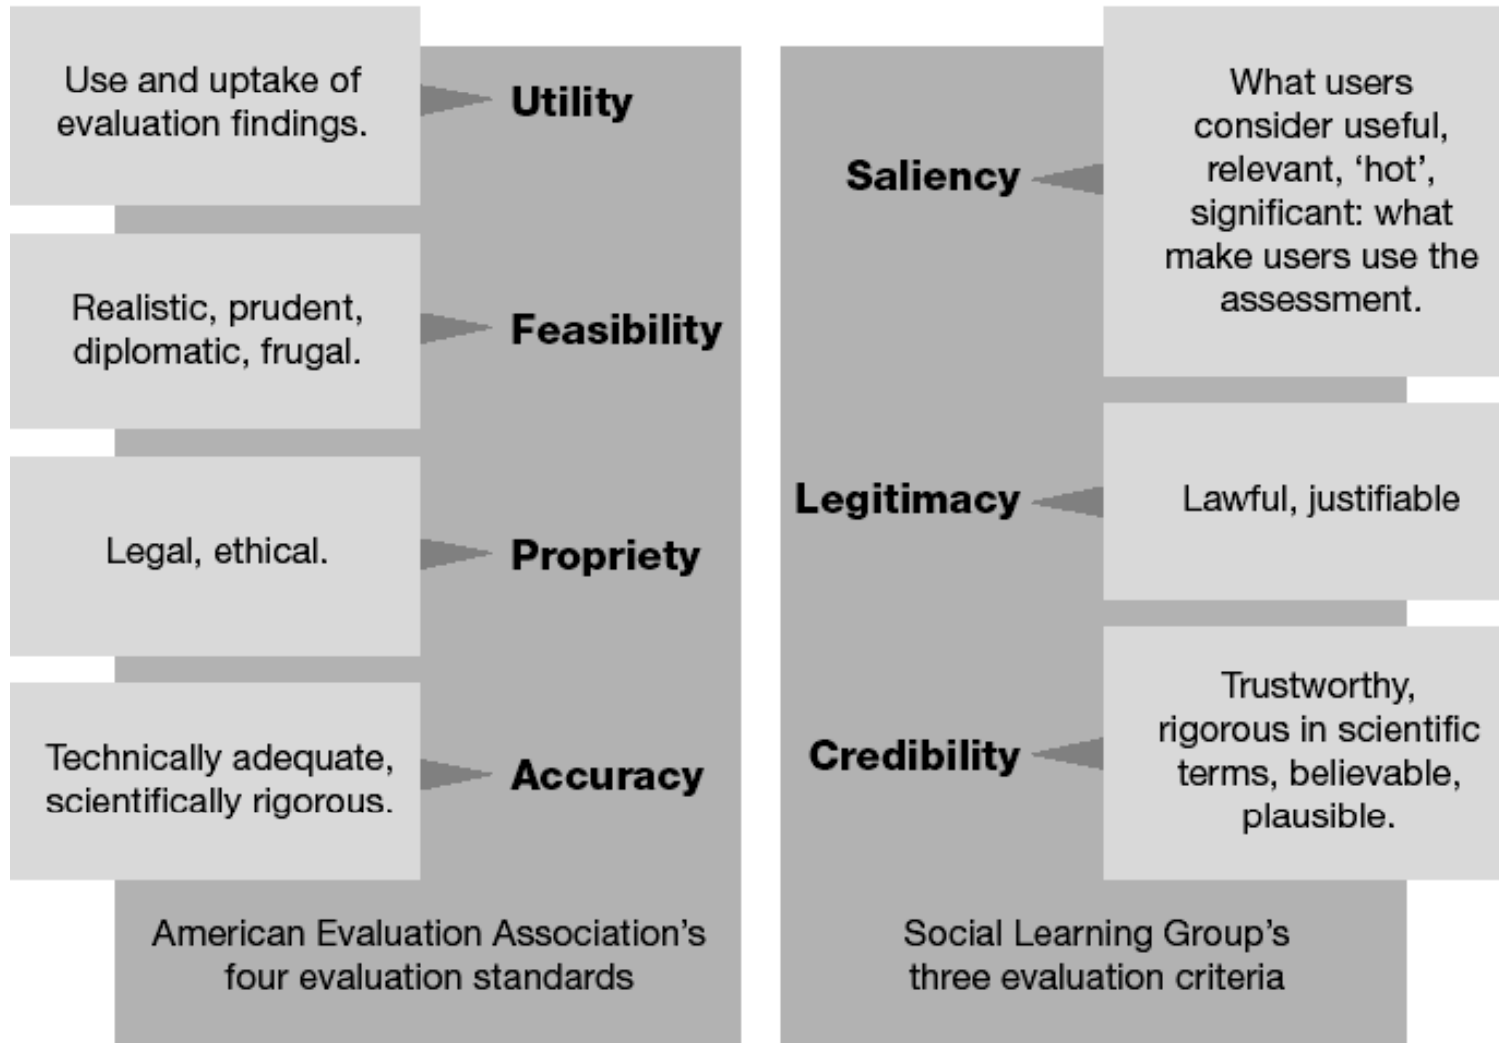 Use and uptake of
evaluation findings.
Utility
Realistic, prudent,
diplomatic, frugal.
Feasibility
Legal, ethical.
Propriety
Technically adequate,
scientifically rigorous.
Accuracy
American Evaluation Association’s
four evaluation standards
Saliency
What users
consider useful,
relevant, ‘hot’,
significant: what
make users use the
assessment.
Legitimacy
Lawful, justifiable
Credibility
Trustworthy,
rigorous in scientific
terms, believable,
plausible.
Social Learning Group’s
three evaluation criteria